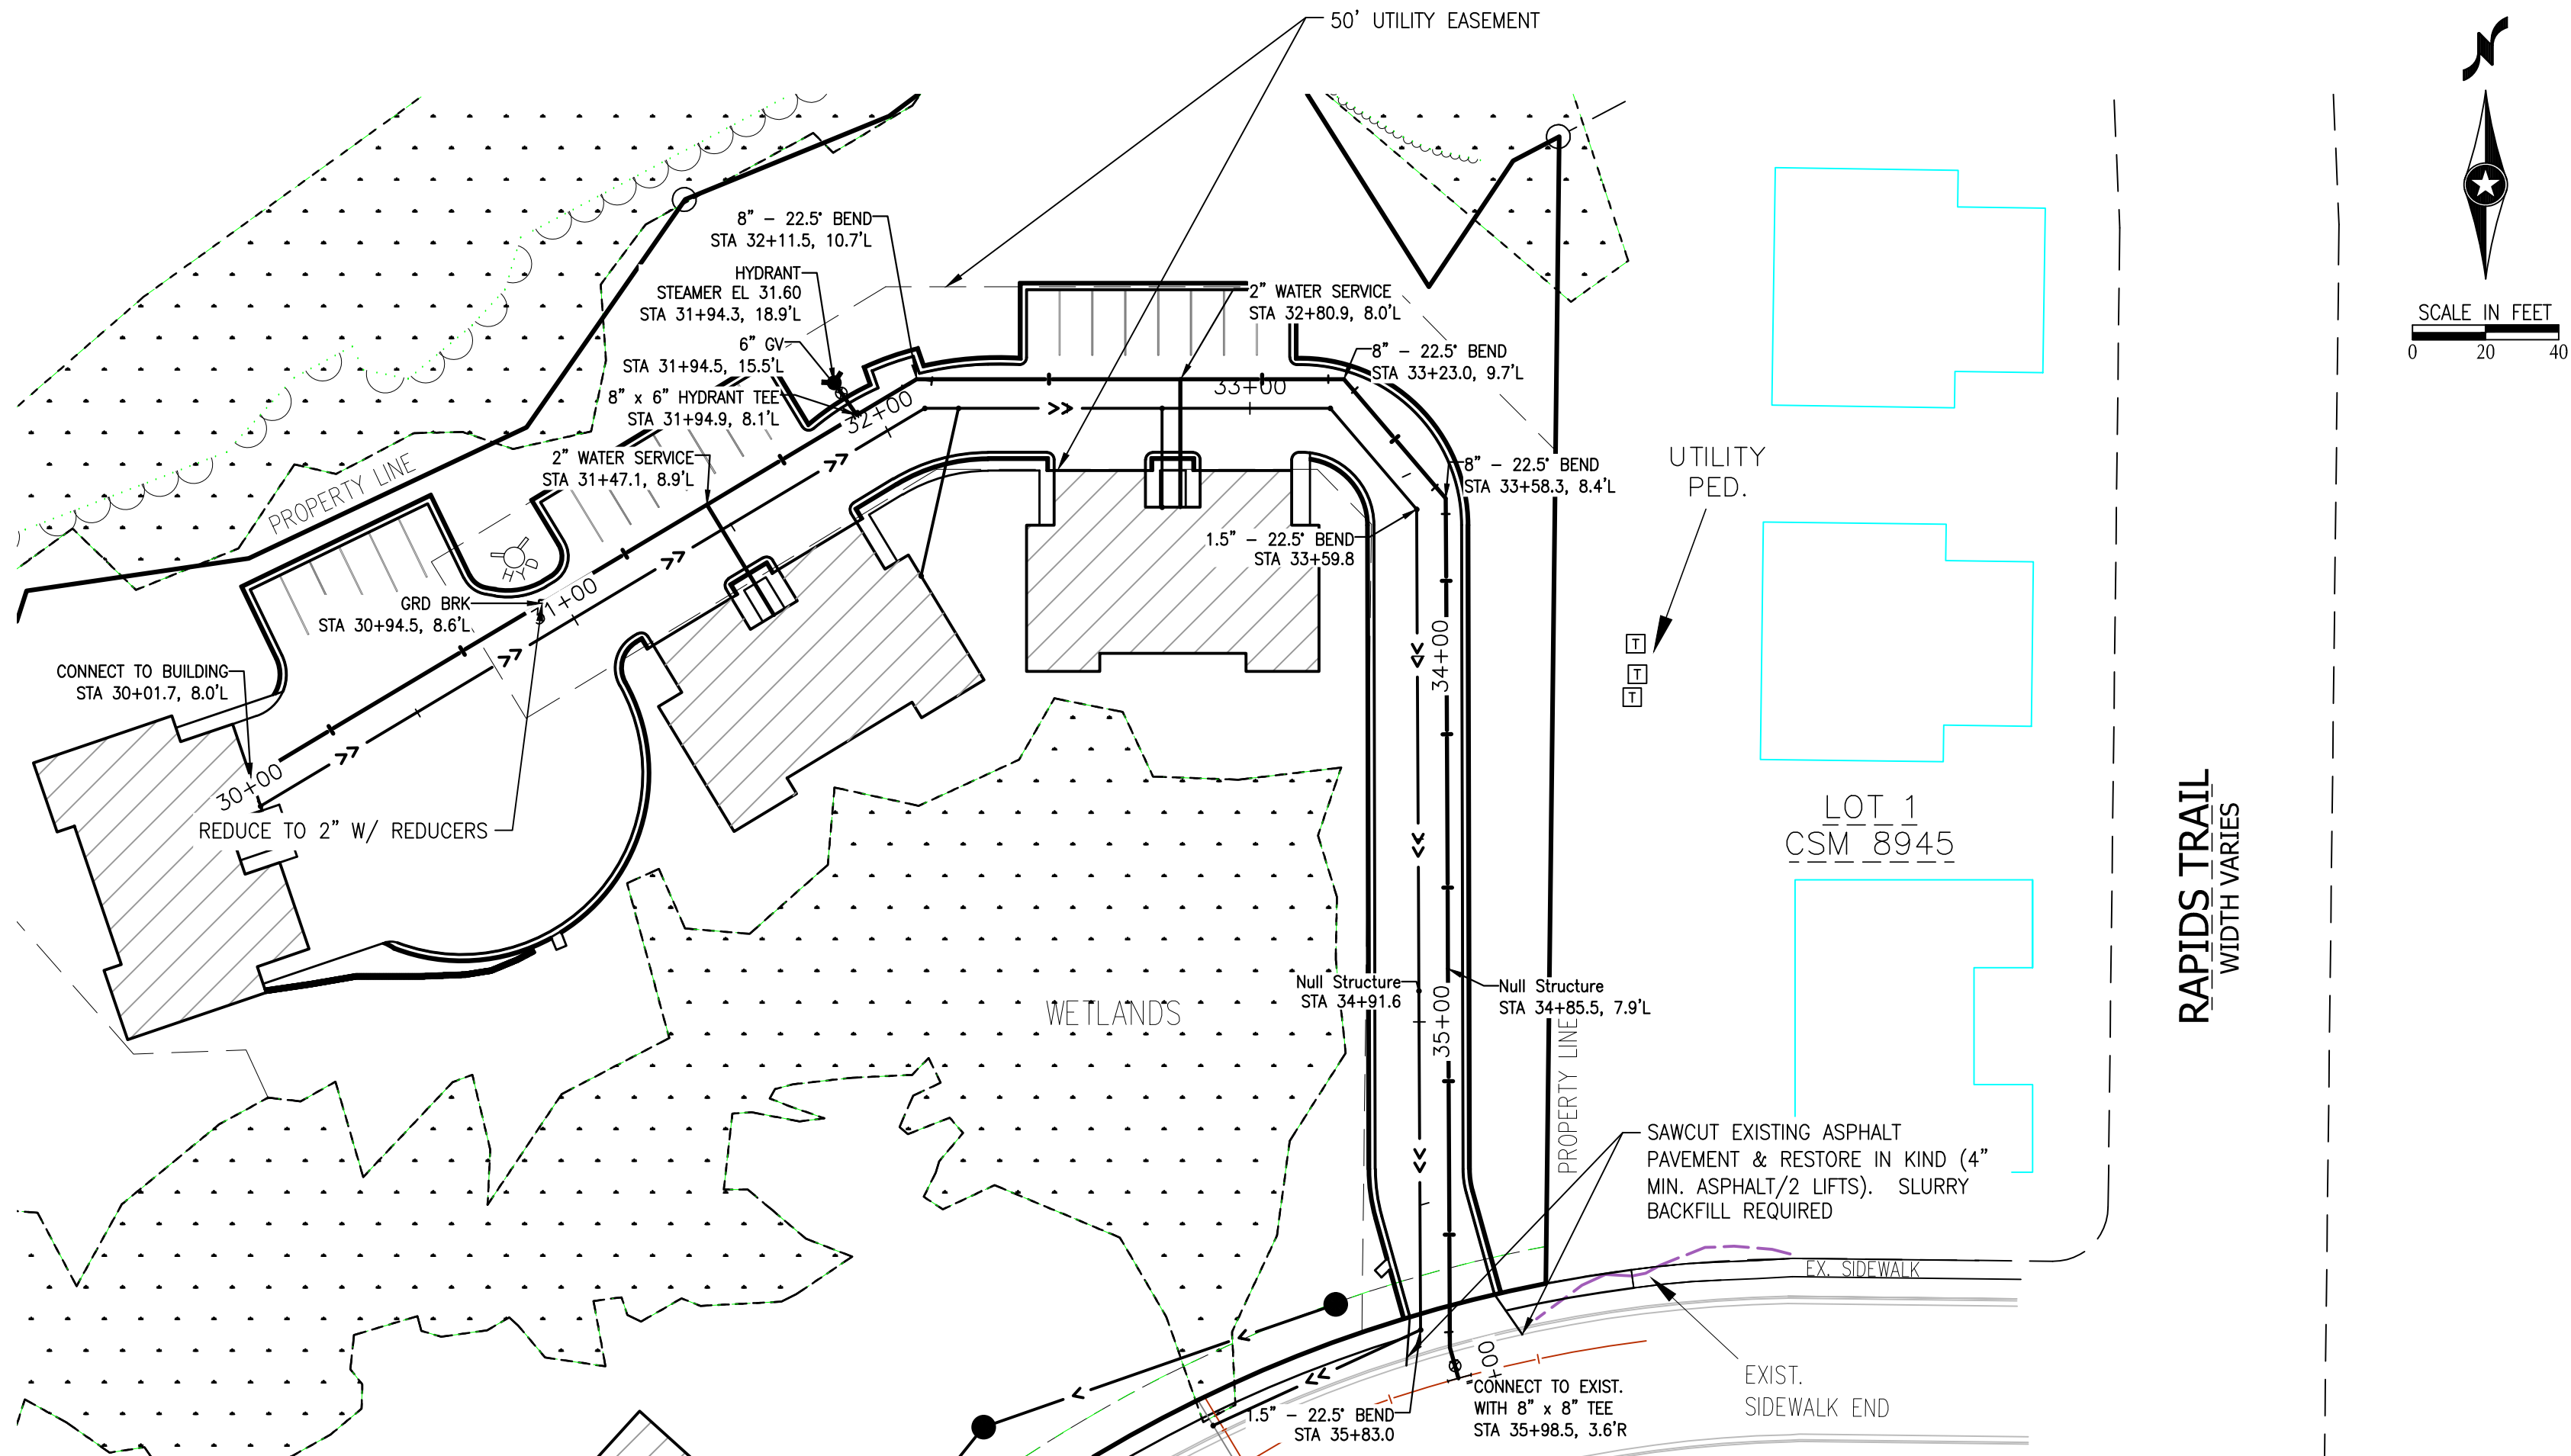 50' UTILITY EASEMENT
N
SCALE IN FEET
0 20 40
8" - 22.5° BEND
STA 32+11.5, 10.7'L
HYDRANT
STEAMER EL 31.60
STA 31+94.3, 18.9'L
6" GV
STA 31+94.5, 15.5'L
8" x 6" HYDRANT TEE
STA 31+94.9, 8.1'L
2" WATER SERVICE
STA 31+47.1, 8.9'L
2" WATER SERVICE
STA 32+80.9, 8.0'L
8" - 22.5° BEND
STA 33+23.0, 9.7'L
8" - 22.5° BEND
STA 33+58.3, 8.4'L
1.5" - 22.5° BEND
STA 33+59.8
32+00
33+00
PROPERTY LINE
HYD
UTILITY
PED.
T
T
T
GRD BRK
STA 30+94.5, 8.6'L
31+00
CONNECT TO BUILDING
STA 30+01.7, 8.0'L
30+00
REDUCE TO 2" W/ REDUCERS
34+00
LOT 1
CSM 8945
RAPIDS TRAIL
WIDTH VARIES
WETLANDS
Null Structure
STA 34+91.6
35+00
Null Structure
STA 34+85.5, 7.9'L
PROPERTY LINE
SAWCUT EXISTING ASPHALT
PAVEMENT & RESTORE IN KIND (4"
MIN. ASPHALT/2 LIFTS). SLURRY
BACKFILL REQUIRED
EX. SIDEWALK
EXIST.
SIDEWALK END
1.5" - 22.5° BEND
STA 35+83.0
CONNECT TO EXIST.
WITH 8" x 8" TEE
STA 35+98.5, 3.6'R